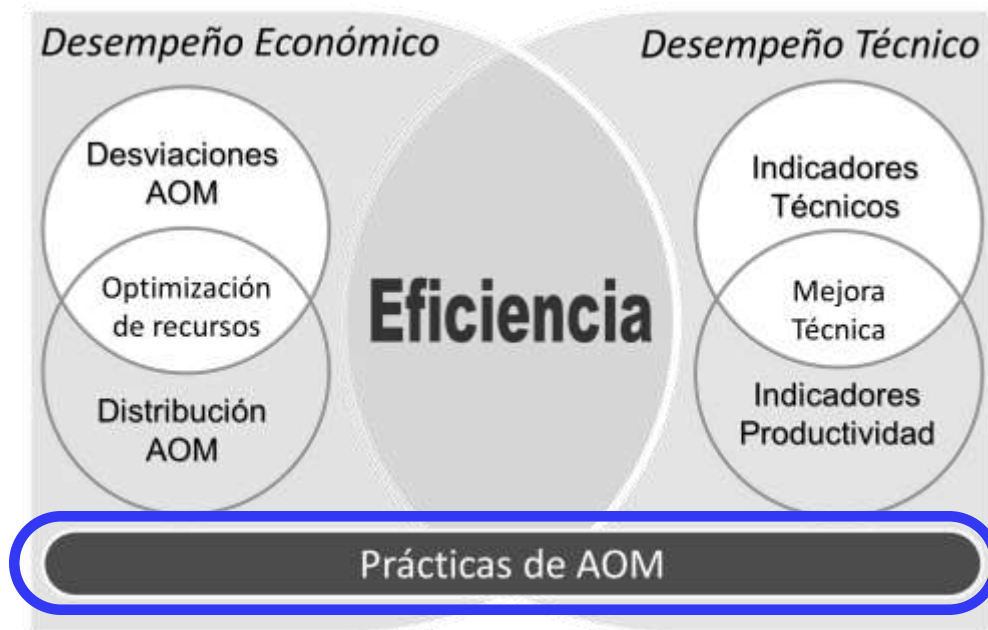 Desempeño Económico
Desempeño Técnico
Desviaciones
AOM
Optimización
de recursos
Distribución
AOM
Eficiencia
Indicadores
Técnicos
Mejora
Técnica
Indicadores
Productividad
Prácticas de AOM